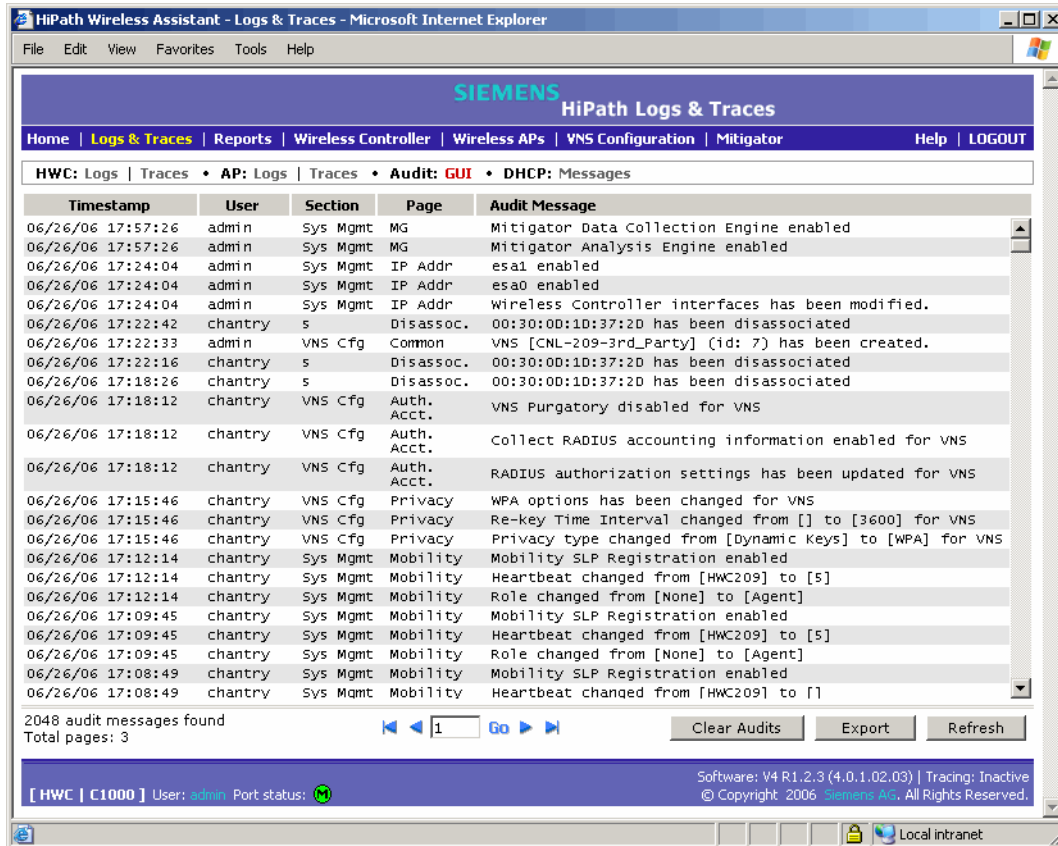 HiPath Wireless Assistant - Logs & Traces - Microsoft Internet Explorer
File Edit View Favorites Tools Help
SIEMENS
HiPath Logs & Traces
Home | Logs & Traces | Reports | Wireless Controller | Wireless APs | VNS Configuration | Mitigator Help | LOGOUT
HWC: Logs | Traces • AP: Logs | Traces • Audit: GUI • DHCP: Messages
Timestamp User Section Page Audit Message
06/26/06 17:57:26 admin Sys Mgmt MG Mitigator Data Collection Engine enabled
06/26/06 17:57:26 admin Sys Mgmt MG Mitigator Analysis Engine enabled
06/26/06 17:24:04 admin Sys Mgmt IP Addr esa1 enabled
06/26/06 17:24:04 admin Sys Mgmt IP Addr esa0 enabled
06/26/06 17:24:04 admin Sys Mgmt IP Addr Wireless Controller interfaces has been modified.
06/26/06 17:22:42 chantry s Disassoc. 00:30:0D:1D:37:2D has been disassociated
06/26/06 17:22:33 admin VNS Cfg Common VNS [CNL-209-3rd_Party] (id: 7) has been created.
06/26/06 17:22:16 chantry s Disassoc. 00:30:0D:1D:37:2D has been disassociated
06/26/06 17:18:26 chantry s Disassoc. 00:30:0D:1D:37:2D has been disassociated
06/26/06 17:18:12 chantry VNS Cfg Auth. Acct. VNS Purgatory disabled for VNS
06/26/06 17:18:12 chantry VNS Cfg Auth. Acct. Collect RADIUS accounting information enabled for VNS
06/26/06 17:18:12 chantry VNS Cfg Auth. Acct. RADIUS authorization settings has been updated for VNS
06/26/06 17:15:46 chantry VNS Cfg Privacy WPA options has been changed for VNS
06/26/06 17:15:46 chantry VNS Cfg Privacy Re-key Time Interval changed from [] to [3600] for VNS
06/26/06 17:15:46 chantry VNS Cfg Privacy Privacy type changed from [Dynamic Keys] to [WPA] for VNS
06/26/06 17:12:14 chantry Sys Mgmt Mobility Mobility SLP Registration enabled
06/26/06 17:12:14 chantry Sys Mgmt Mobility Heartbeat changed from [HWC209] to [5]
06/26/06 17:12:14 chantry Sys Mgmt Mobility Role changed from [None] to [Agent]
06/26/06 17:09:45 chantry Sys Mgmt Mobility Mobility SLP Registration enabled
06/26/06 17:09:45 chantry Sys Mgmt Mobility Heartbeat changed from [HWC209] to [5]
06/26/06 17:09:45 chantry Sys Mgmt Mobility Role changed from [None] to [Agent]
06/26/06 17:08:49 chantry Sys Mgmt Mobility Mobility SLP Registration enabled
06/26/06 17:08:49 chantry Sys Mgmt Mobility Heartbeat changed from [HWC209] to []
2048 audit messages found
Total pages: 3
1 Go Clear Audits Export Refresh
Software: V4 R1.2.3 (4.0.1.02.03) | Tracing: Inactive
[ HWC | C1000 ] User: admin Port status: M
© Copyright 2006 Siemens AG. All Rights Reserved.
Local intranet